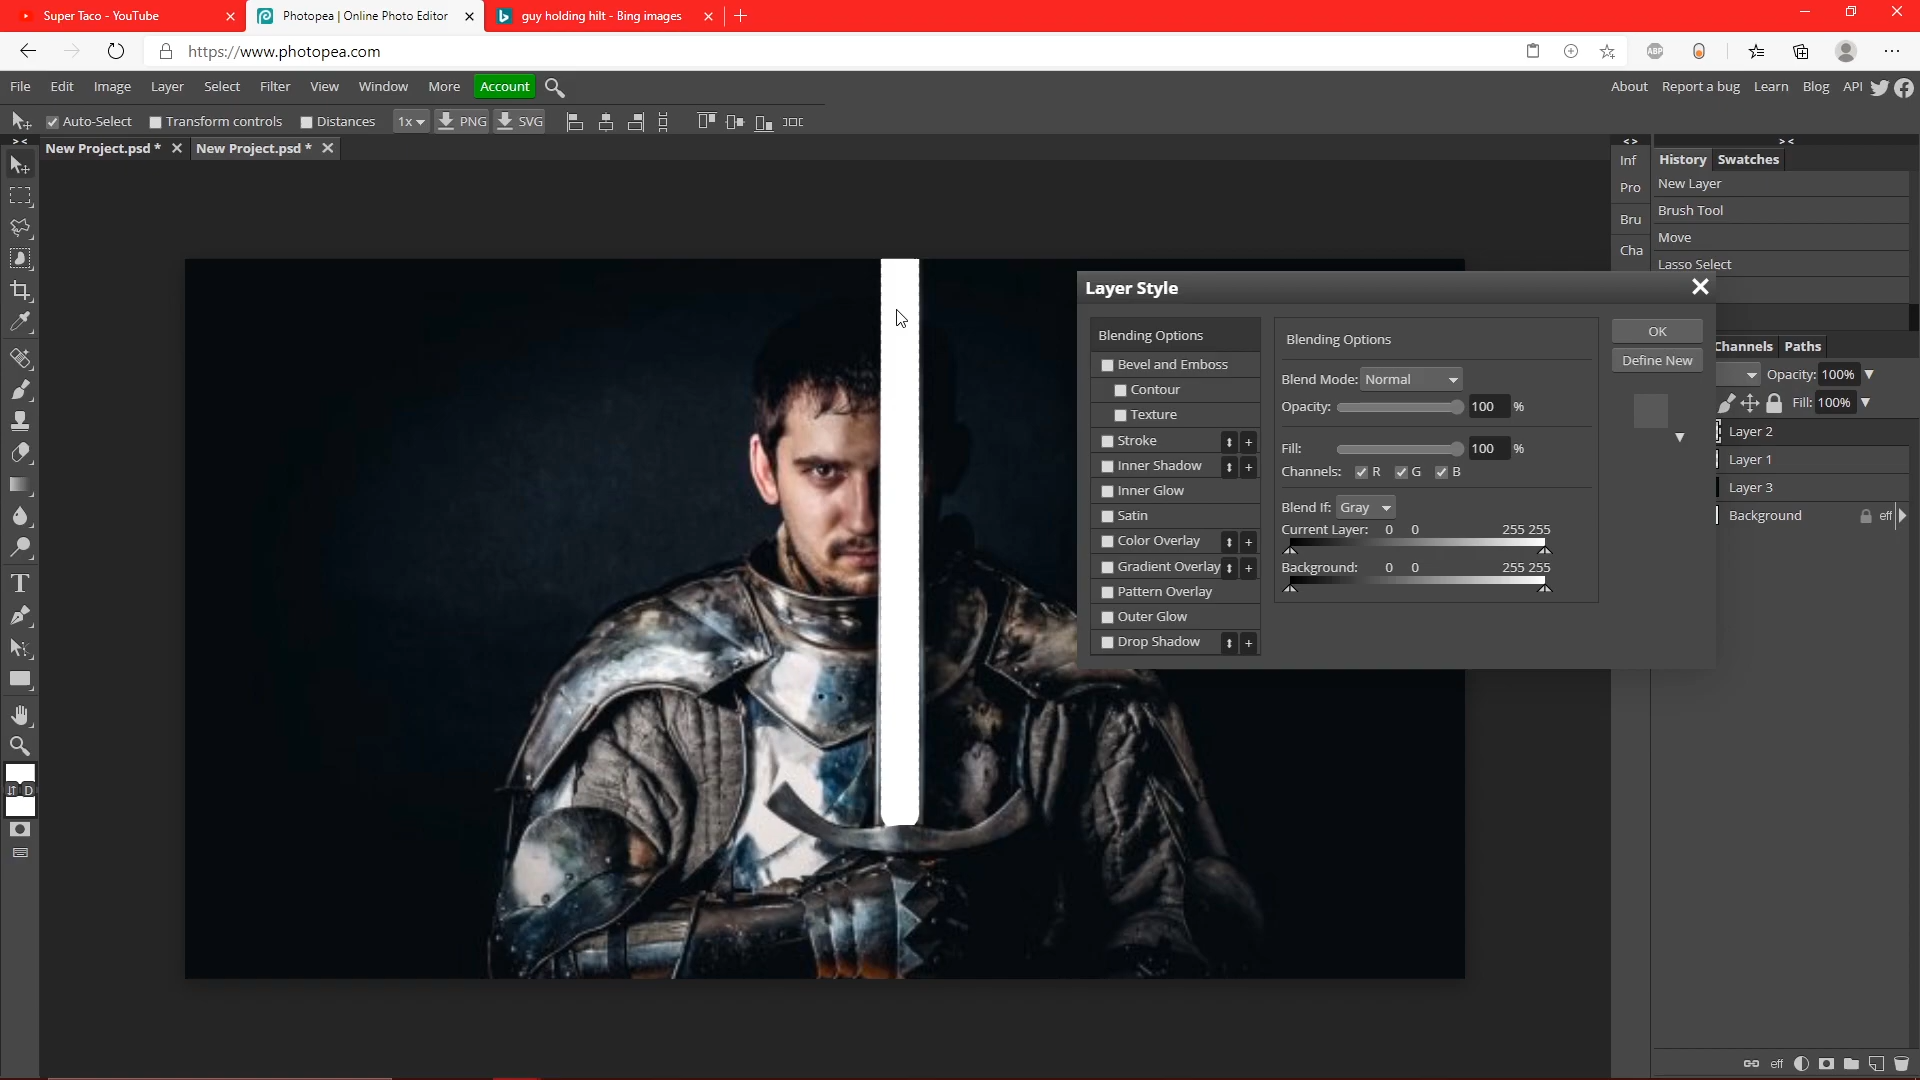 Super Taco - YouTube
Photopea | Online Photo Editor
guy holding hilt - Bing images
https://www.photopea.com
ABP
File Edit Image Layer Select Filter View Window More Account
About Report a bug Learn Blog API
Auto-Select Transform controls Distances 1x PNG SVG
New Project.psd * New Project.psd *
Inf
Pro
Bru
Cha
History Swatches
New Layer
Brush Tool
Move
Lasso Select
Layer Style
Blending Options
Bevel and Emboss
Contour
Texture
Stroke +
Inner Shadow +
Inner Glow
Satin
Color Overlay +
Gradient Overlay +
Pattern Overlay
Outer Glow
Drop Shadow +
Blending Options
Blend Mode: Normal
Opacity: 100 %
Fill: 100 %
Channels: R G B
Blend If: Gray
Current Layer: 0 0 255 255
Background: 0 0 255 255
OK
Define New
Channels Paths
Opacity: 100%
Fill: 100%
Layer 2
Layer 1
Layer 3
Background eff
T
D
eff